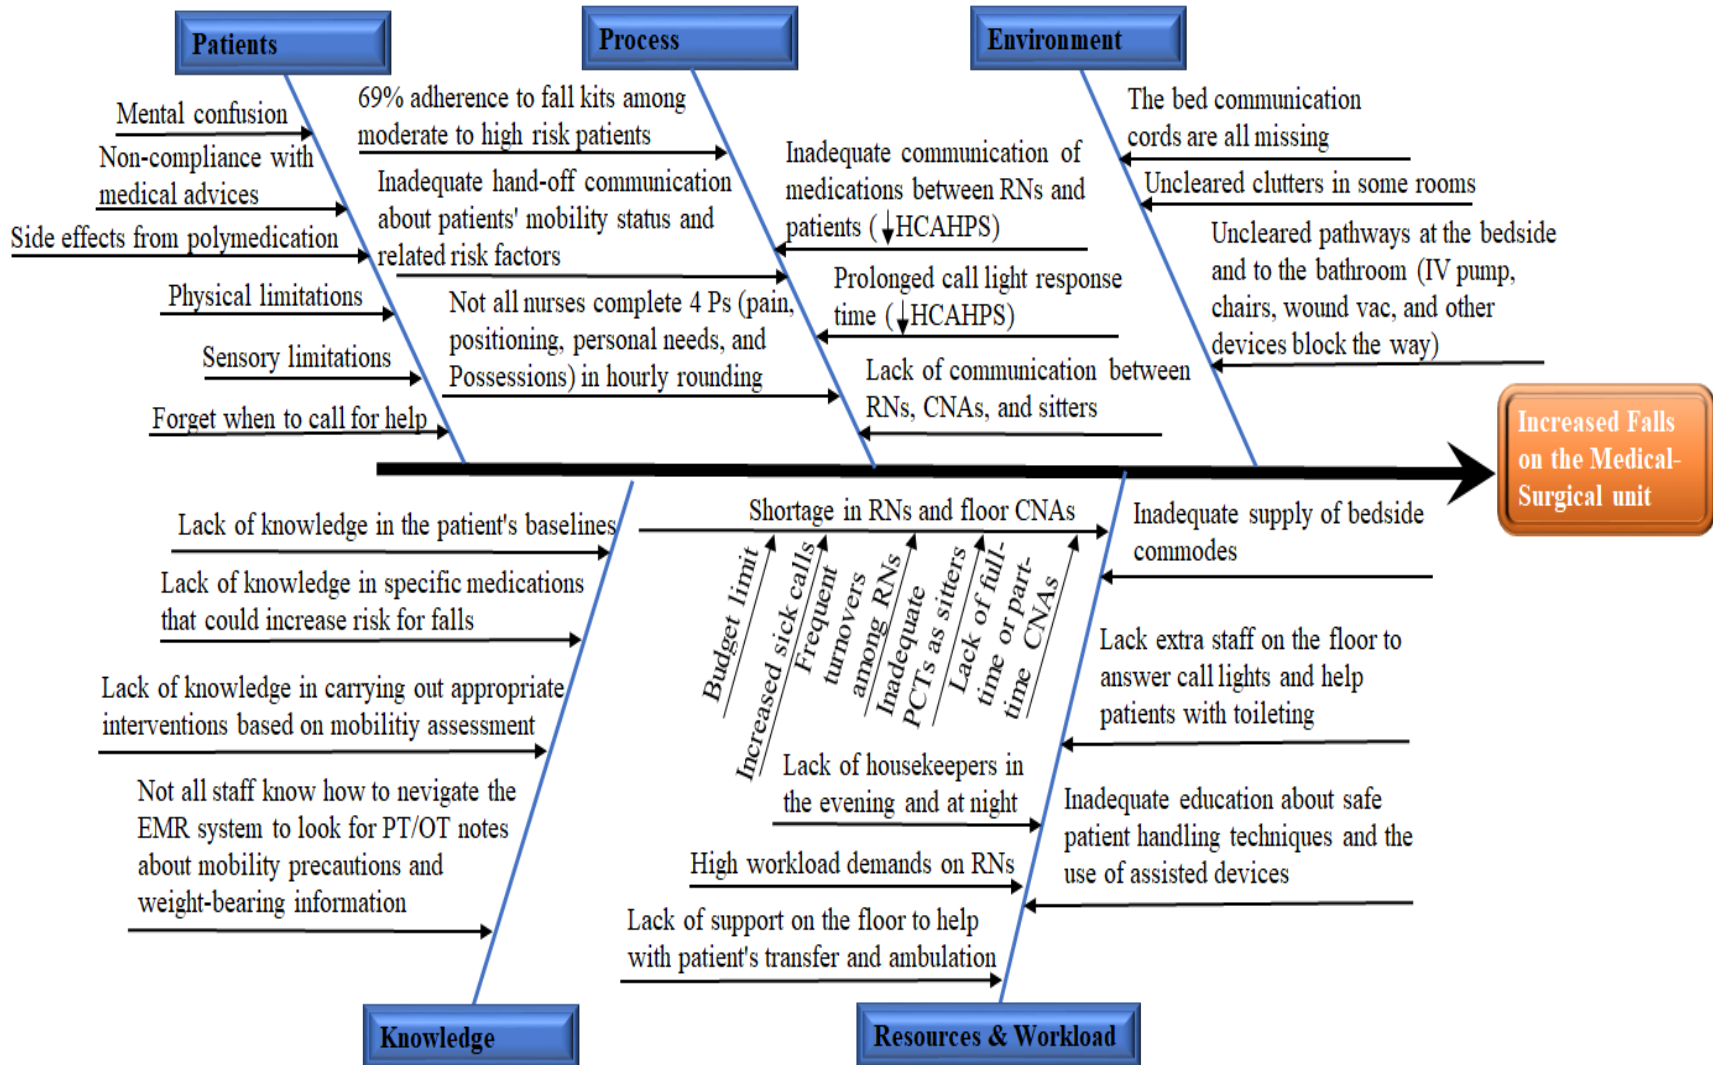 Patients
Process
Environment
Mental confusion
Non-compliance with
medical advices
Side effects from polymedication
Physical limitations
Sensory limitations
Forget when to call for help
69% adherence to fall kits among
moderate to high risk patients
Inadequate hand-off communication
about patients' mobility status and
related risk factors
Not all nurses complete 4 Ps (pain,
positioning, personal needs, and
Possessions) in hourly rounding
Inadequate communication of
medications between RNs and
patients (↓HCAHPS)
Prolonged call light response
time (↓HCAHPS)
Lack of communication between
RNs, CNAs, and sitters
The bed communication
cords are all missing
Uncleared clutters in some rooms
Uncleared pathways at the bedside
and to the bathroom (IV pump,
chairs, wound vac, and other
devices block the way)
Increased Falls
on the Medical-
Surgical unit
Lack of knowledge in the patient's baselines
Lack of knowledge in specific medications
that could increase risk for falls
Lack of knowledge in carrying out appropriate
interventions based on mobilitiy assessment
Not all staff know how to nevigate the
EMR system to look for PT/OT notes
about mobility precautions and
weight-bearing information
Shortage in RNs and floor CNAs
Budget limit
Increased sick calls
Frequent
turnovers
among RNs
Inadequate
PCTs as sitters
Lack of full-
time or part-
time CNAs
Lack of housekeepers in
the evening and at night
High workload demands on RNs
Lack of support on the floor to help
with patient's transfer and ambulation
Inadequate supply of bedside
commodes
Lack extra staff on the floor to
answer call lights and help
patients with toileting
Inadequate education about safe
patient handling techniques and the
use of assisted devices
Knowledge
Resources & Workload